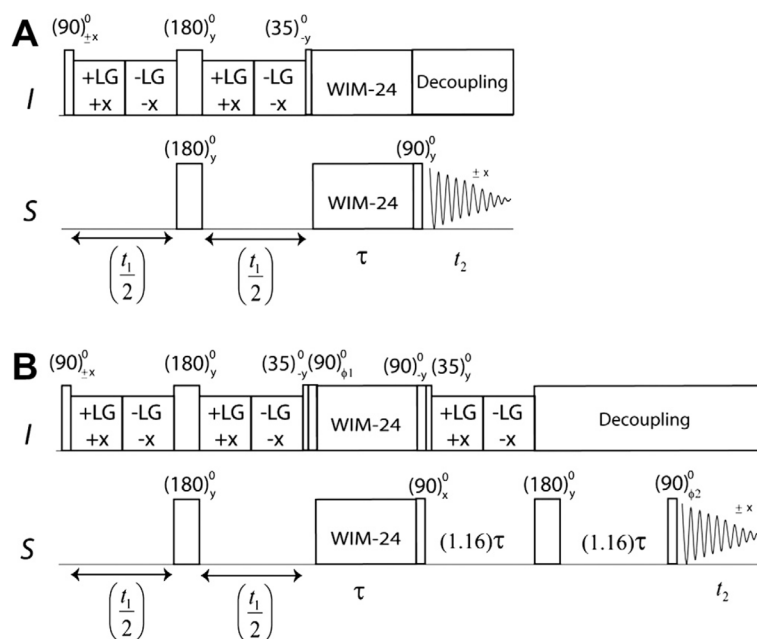 A
(90)⁰±x (180)⁰y (35)⁰-y
I +LG +x -LG -x +LG +x -LG -x WIM-24 Decoupling
(180)⁰y (90)⁰y
S WIM-24 ± x
(t₁/2) (t₁/2) τ t₂
B
(90)⁰±x (180)⁰y (35)⁰-y (90)⁰ϕ1 (90)⁰-y (35)⁰y
I +LG +x -LG -x +LG +x -LG -x WIM-24 +LG +x -LG -x Decoupling
(180)⁰y (90)⁰x (180)⁰y (90)⁰ϕ2
S WIM-24 (1.16)τ (1.16)τ ± x
(t₁/2) (t₁/2) τ t₂